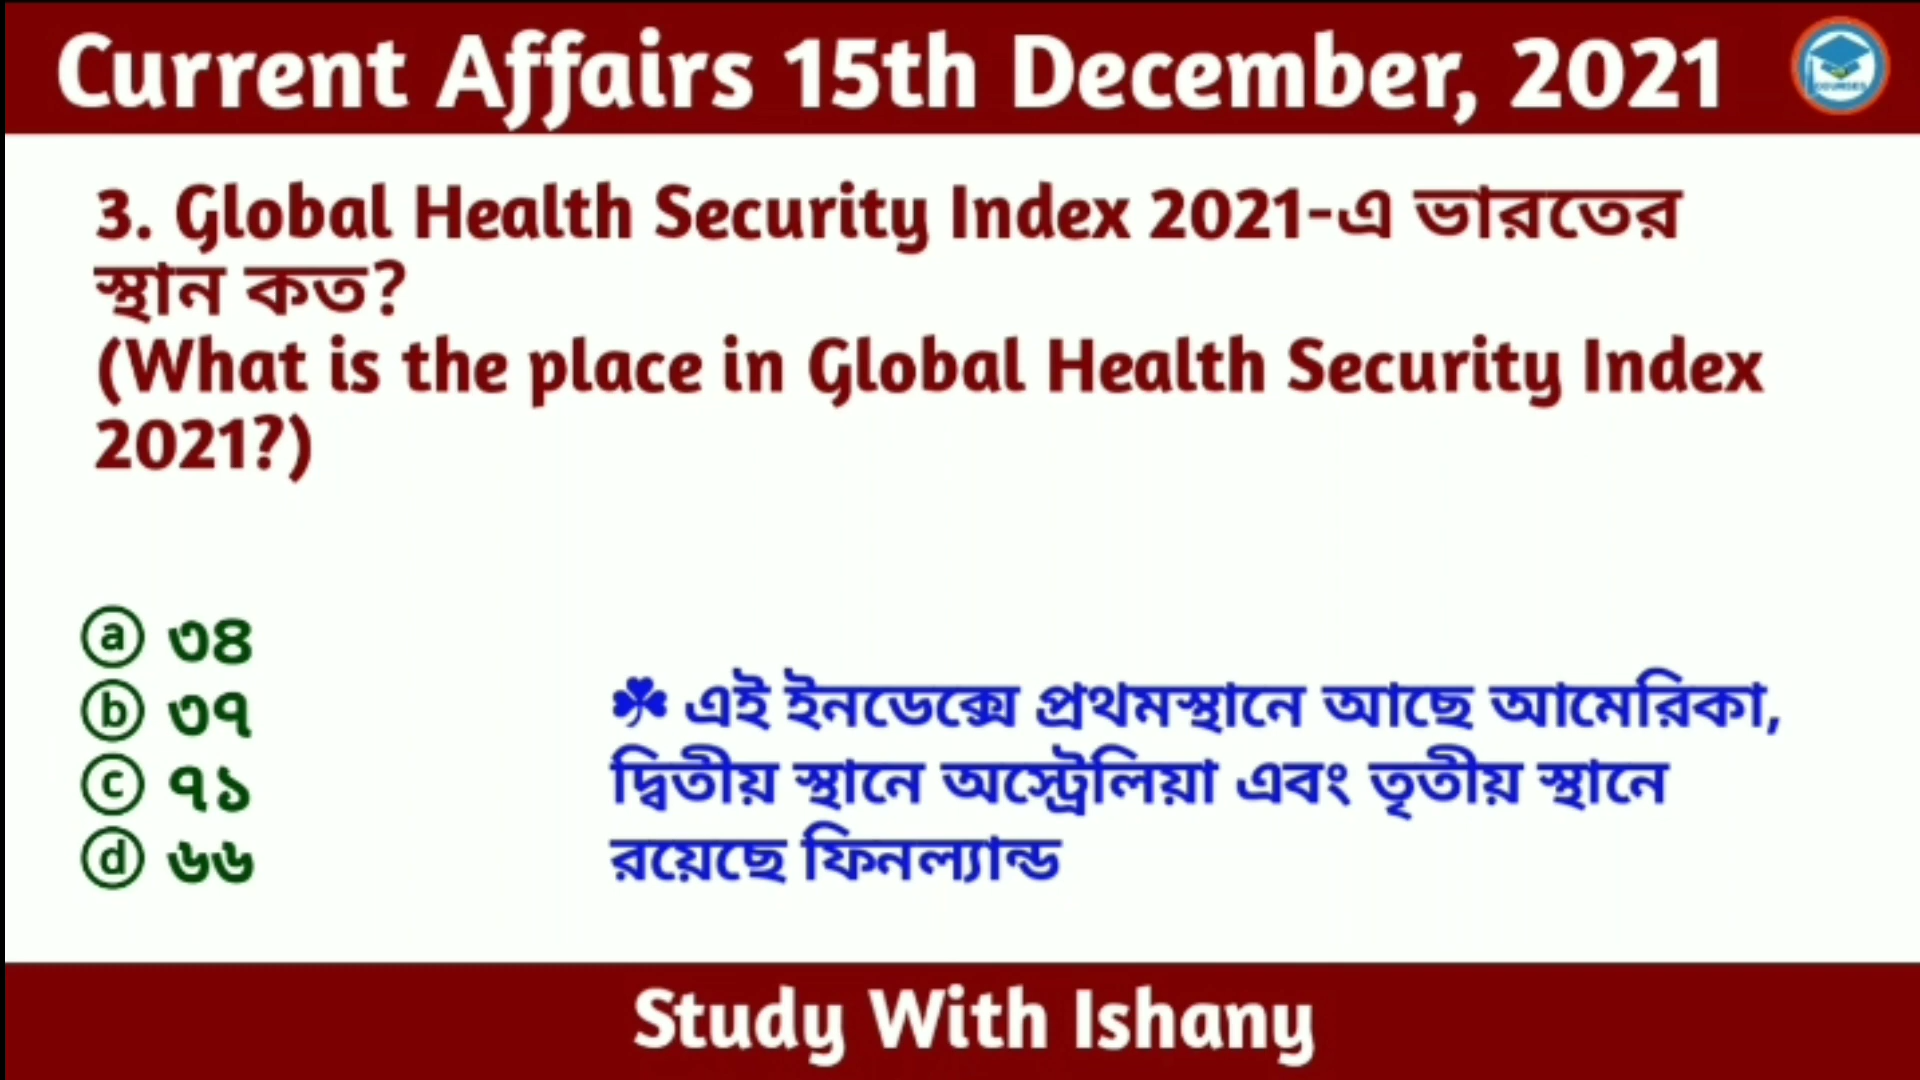 Current Affairs 15th December, 2021
3. Global Health Security Index 2021-এ ভারতের
স্থান কত?
(What is the place in Global Health Security Index
2021?)
ⓐ ৩৪
ⓑ ৩৭
ⓒ ৭১
ⓓ ৬৬
☘ এই ইনডেক্সে প্রথমস্থানে আছে আমেরিকা,
দ্বিতীয় স্থানে অস্ট্রেলিয়া এবং তৃতীয় স্থানে
রয়েছে ফিনল্যান্ড
Study With Ishany